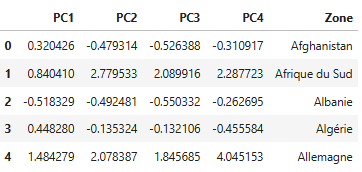 PC1 PC2 PC3 PC4 Zone
0 0.320426 -0.479314 -0.526388 -0.310917 Afghanistan
1 0.840410 2.779533 2.089916 2.287723 Afrique du Sud
2 -0.518329 -0.492481 -0.550332 -0.262695 Albanie
3 0.448280 -0.135324 -0.132106 -0.455584 Algérie
4 1.484279 2.078387 1.845685 4.045153 Allemagne